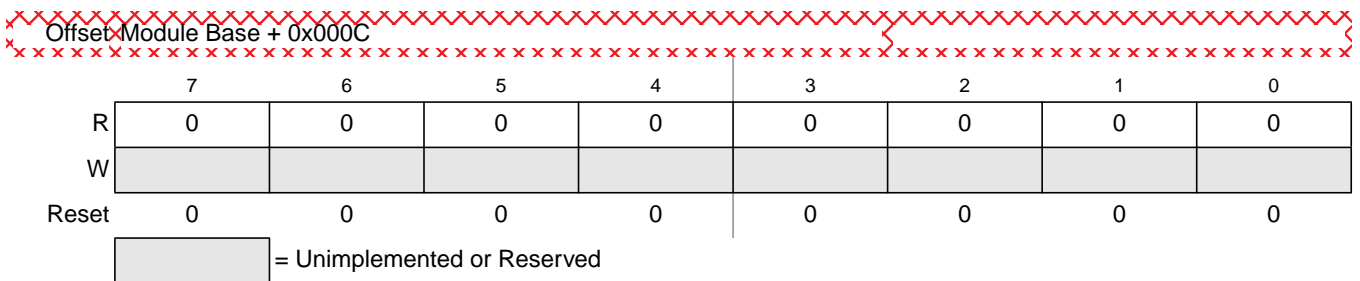 Offset Module Base + 0x000C
7 6 5 4 3 2 1 0
R 0 0 0 0 0 0 0 0
W
Reset 0 0 0 0 0 0 0 0
= Unimplemented or Reserved